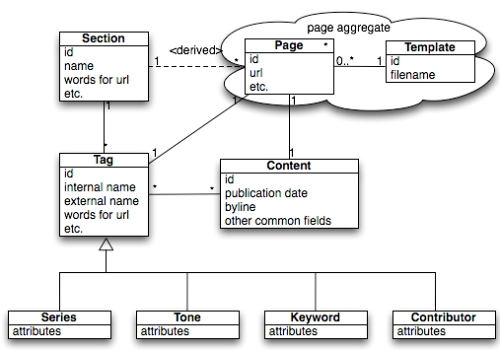 page aggregate
Section
id
name
words for url
etc.
<derived>
1
*
Page
*
id
url
etc.
0..*
1
Template
id
filename
1
1
*
1
1
Tag
id
internal name
external name
words for url
etc.
*
*
Content
id
publication date
byline
other common fields
Series
attributes
Tone
attributes
Keyword
attributes
Contributor
attributes